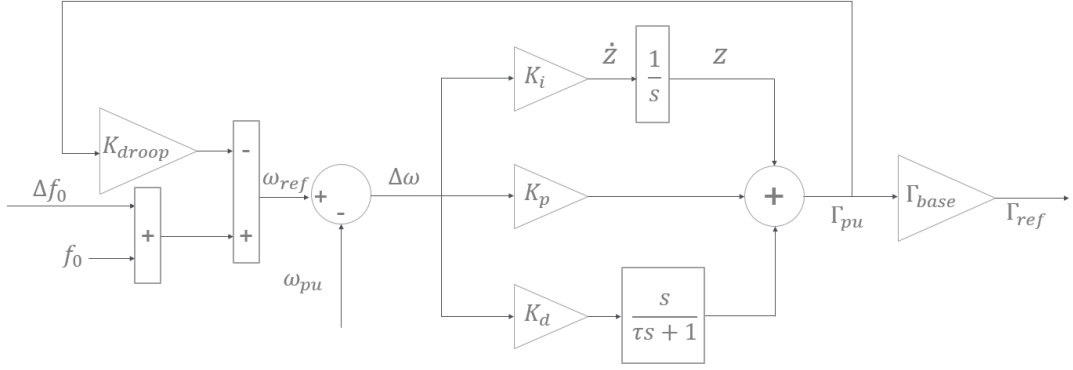 K_i
ż
1
s
z
K_droop
-
Δf_0
+
f_0
ω_ref
+
+
-
Δω
ω_pu
K_p
+
Γ_pu
Γ_base
Γ_ref
K_d
s
τs + 1